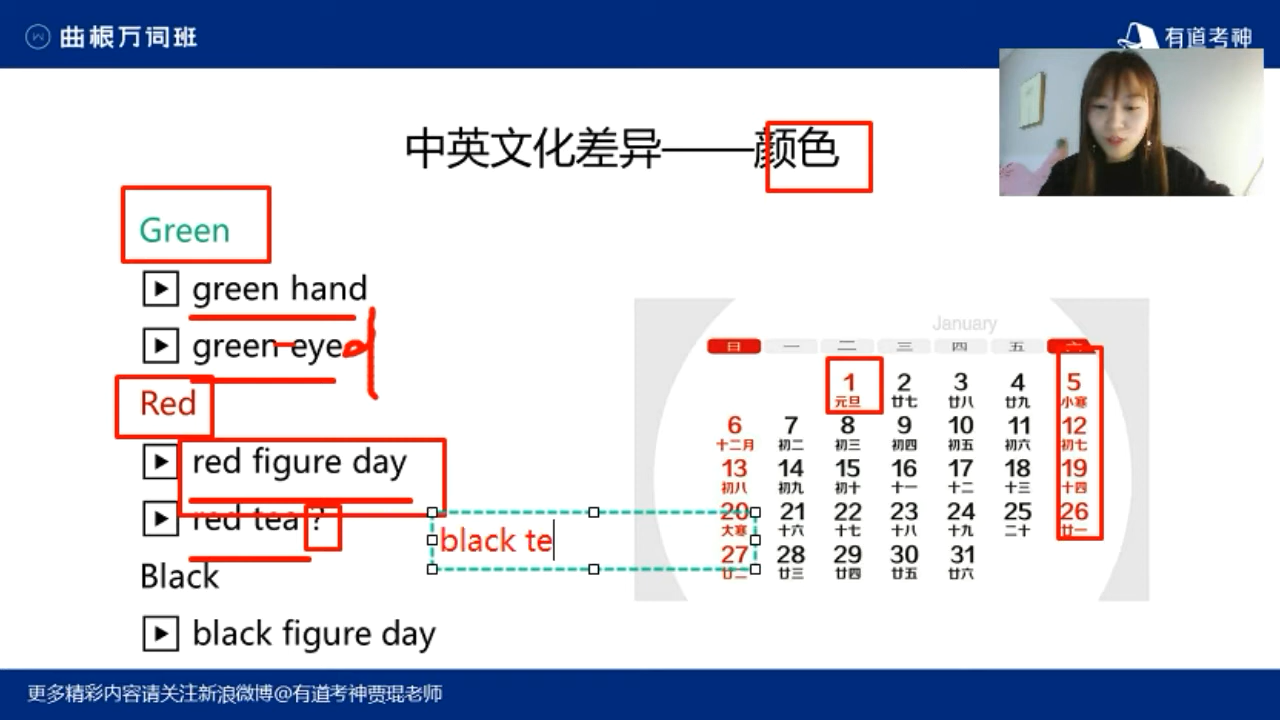 曲根万词班
有道考神
中英文化差异——颜色
Green
green hand
green-eyed
Red
red figure day
red tea ?
black te
Black
black figure day
January
日 一 二 三 四 五 六
1 2 3 4 5
元旦 廿七 廿八 廿九 小寒
6 7 8 9 10 11 12
十二月 初二 初三 初四 初五 初六 初七
13 14 15 16 17 18 19
初八 初九 初十 十一 十二 十三 十四
20 21 22 23 24 25 26
大寒 十六 十七 十八 十九 二十 廿一
27 28 29 30 31
廿二 廿三 廿四 廿五 廿六
更多精彩内容请关注新浪微博@有道考神贾琨老师